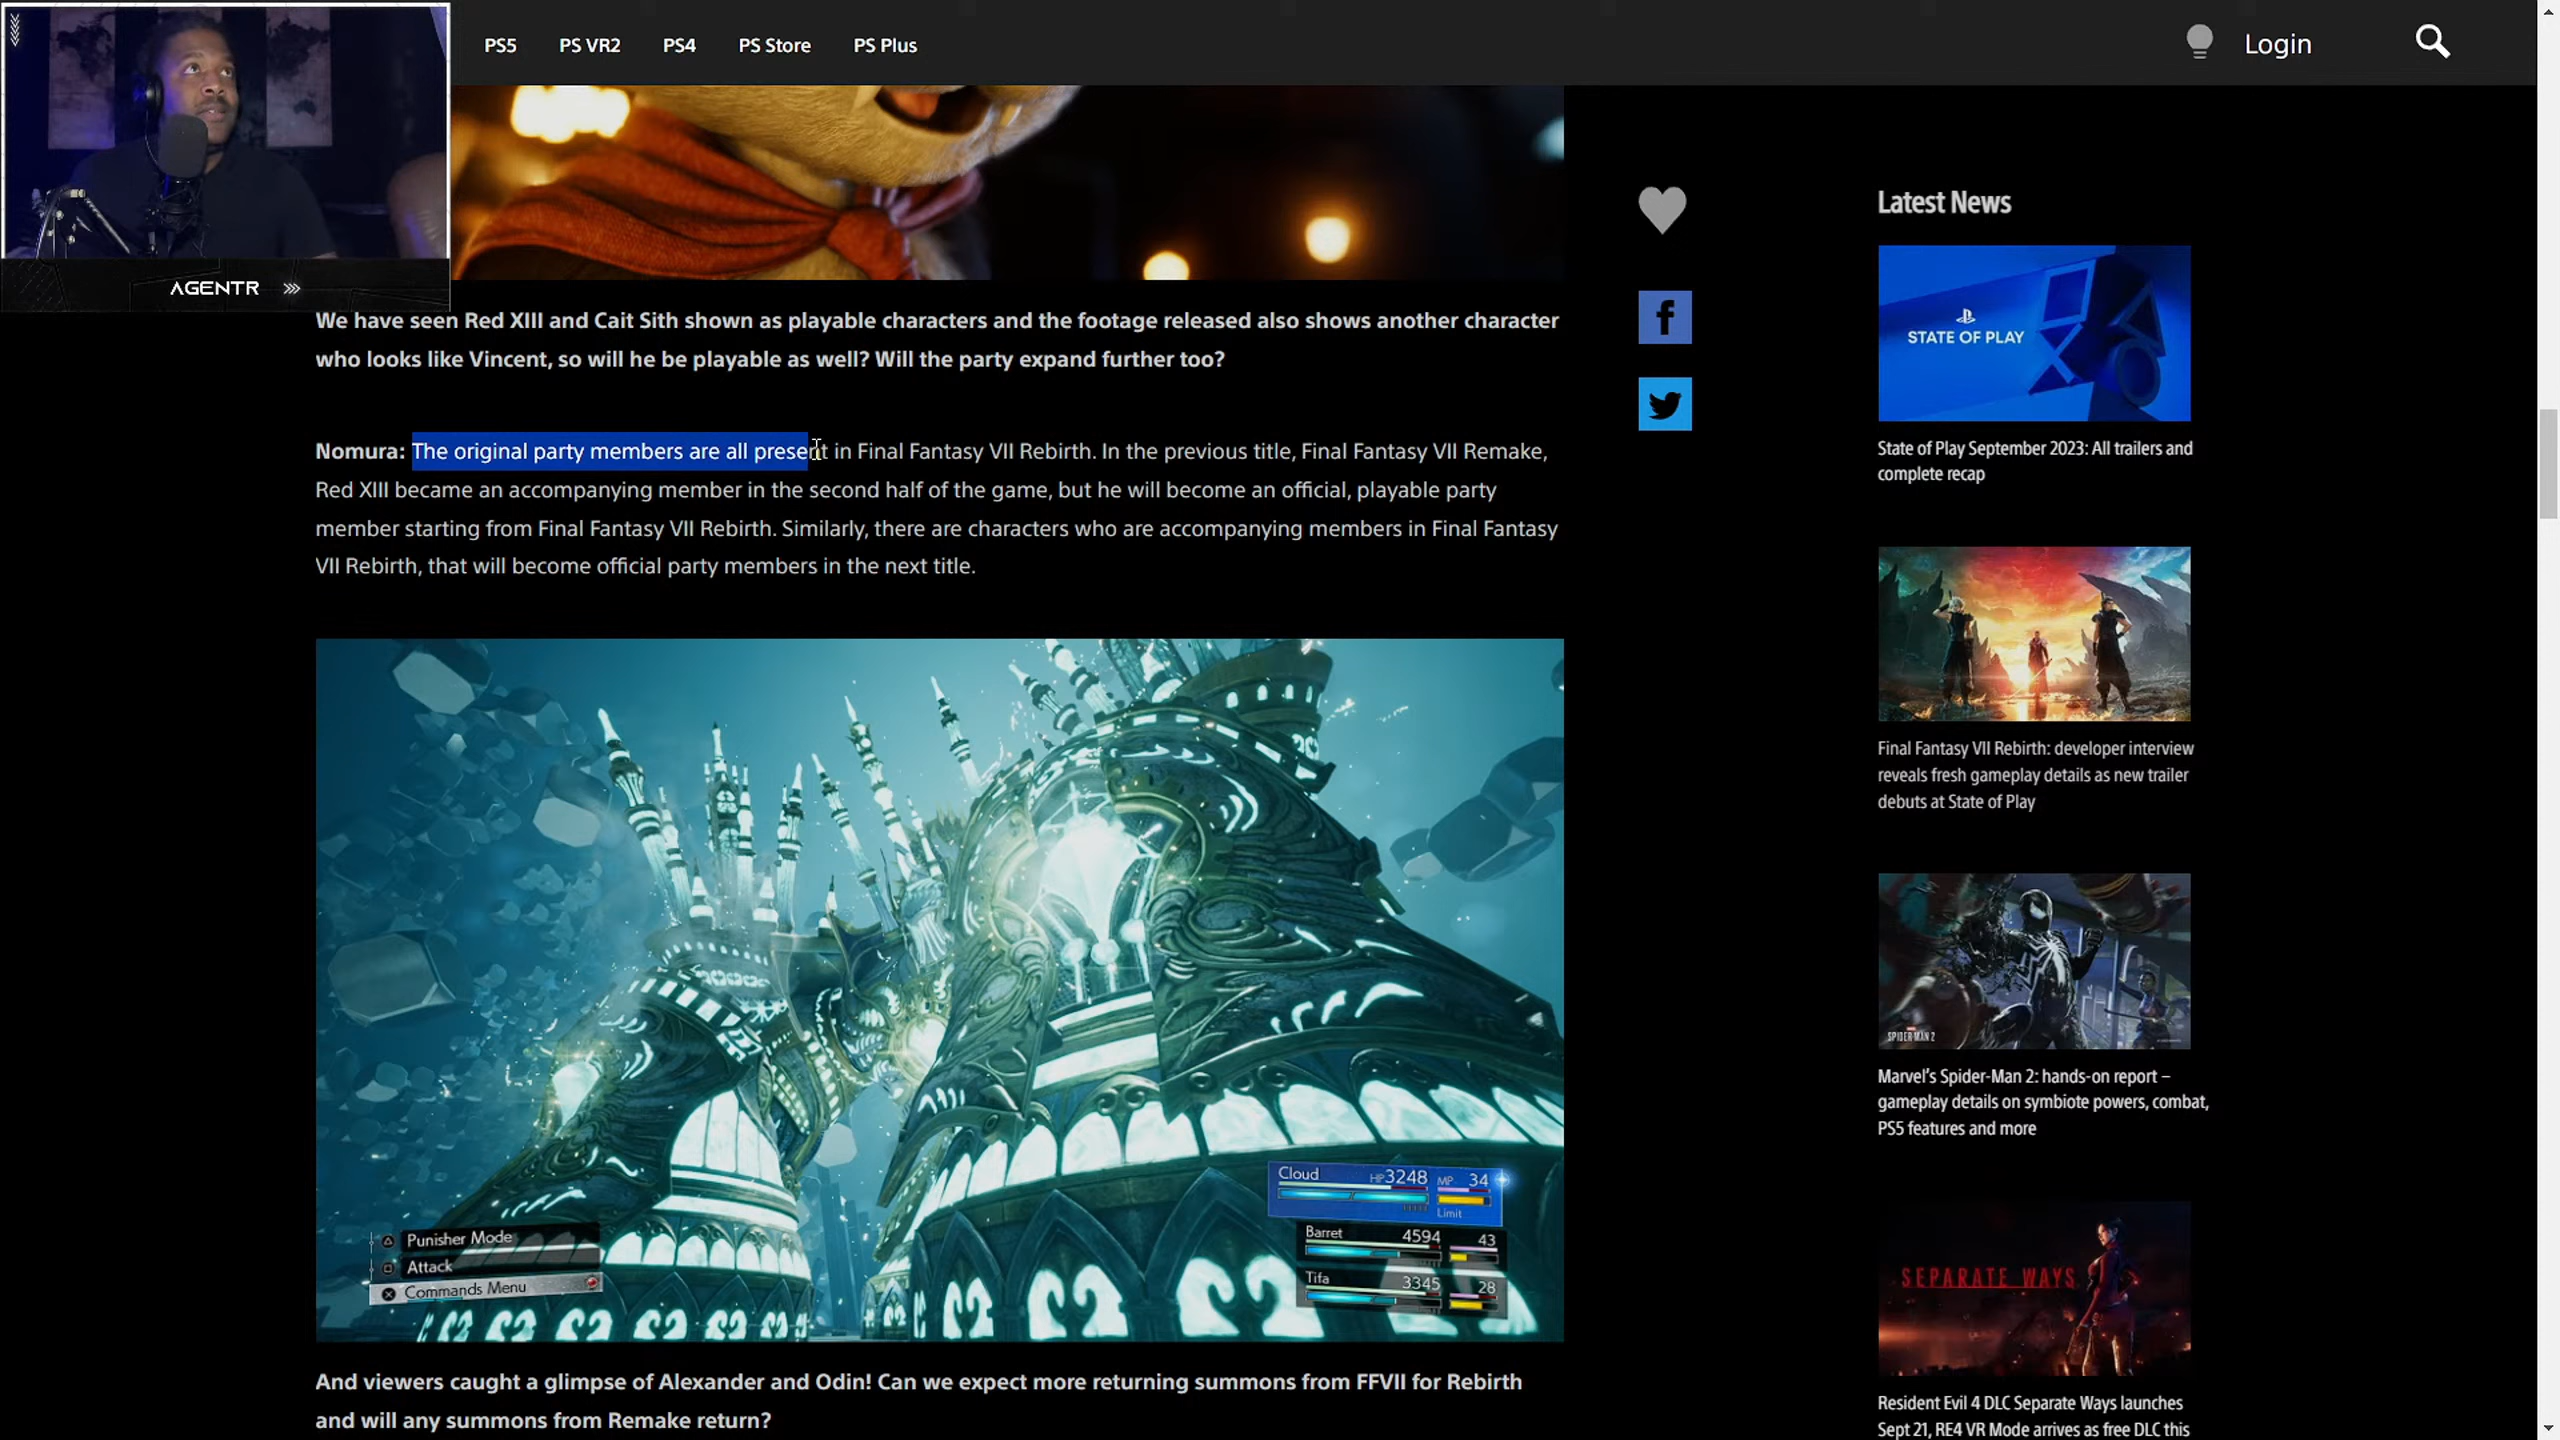 PS5 PS VR2 PS4 PS Store PS Plus
Login
AGENTR
We have seen Red XIII and Cait Sith shown as playable characters and the footage released also shows another character
who looks like Vincent, so will he be playable as well? Will the party expand further too?
Nomura: The original party members are all present in Final Fantasy VII Rebirth. In the previous title, Final Fantasy VII Remake,
Red XIII became an accompanying member in the second half of the game, but he will become an official, playable party
member starting from Final Fantasy VII Rebirth. Similarly, there are characters who are accompanying members in Final Fantasy
VII Rebirth, that will become official party members in the next title.
Punisher Mode
Attack
Commands Menu
Cloud HP3248 MP 34
Limit
Barret 4594 43
Tifa 3345 28
And viewers caught a glimpse of Alexander and Odin! Can we expect more returning summons from FFVII for Rebirth
and will any summons from Remake return?
Latest News
STATE OF PLAY
State of Play September 2023: All trailers and
complete recap
Final Fantasy VII Rebirth: developer interview
reveals fresh gameplay details as new trailer
debuts at State of Play
SPIDER-MAN 2
Marvel's Spider-Man 2: hands-on report –
gameplay details on symbiote powers, combat,
PS5 features and more
SEPARATE WAYS
Resident Evil 4 DLC Separate Ways launches
Sept 21, RE4 VR Mode arrives as free DLC this